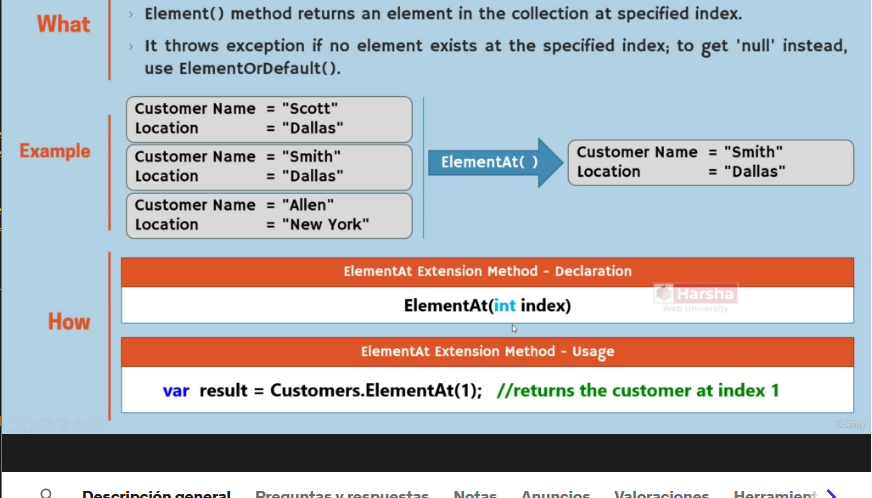 What
› Element() method returns an element in the collection at specified index.
› It throws exception if no element exists at the specified index; to get 'null' instead,
use ElementOrDefault().
Example
Customer Name = "Scott"
Location = "Dallas"
Customer Name = "Smith"
Location = "Dallas"
Customer Name = "Allen"
Location = "New York"
ElementAt( )
Customer Name = "Smith"
Location = "Dallas"
How
ElementAt Extension Method - Declaration
Harsha
Web University
ElementAt(int index)
ElementAt Extension Method - Usage
var result = Customers.ElementAt(1); //returns the customer at index 1
Udemy
Descripción general Preguntas y respuestas Notas Anuncios Valoraciones Herramient